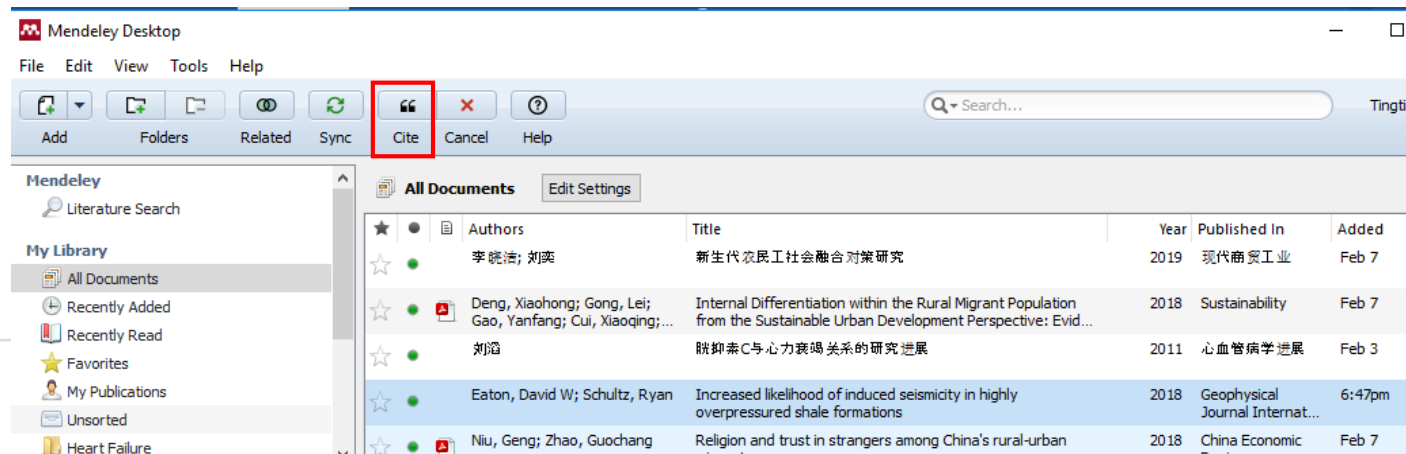 Mendeley Desktop
File Edit View Tools Help
Search... Tingti
Add Folders Related Sync Cite Cancel Help
Mendeley
Literature Search
My Library
All Documents
Recently Added
Recently Read
Favorites
My Publications
Unsorted
Heart Failure
All Documents Edit Settings
Authors Title Year Published In Added
李晓洁; 刘奕 新生代农民工社会融合对策研究 2019 现代商贸工业 Feb 7
Deng, Xiaohong; Gong, Lei; Internal Differentiation within the Rural Migrant Population 2018 Sustainability Feb 7
Gao, Yanfang; Cui, Xiaoqing;... from the Sustainable Urban Development Perspective: Evid...
刘滔 胱抑素C与心力衰竭关系的研究进展 2011 心血管病学进展 Feb 3
Eaton, David W; Schultz, Ryan Increased likelihood of induced seismicity in highly 2018 Geophysical 6:47pm
overpressured shale formations Journal Internat...
Niu, Geng; Zhao, Guochang Religion and trust in strangers among China's rural-urban 2018 China Economic Feb 7